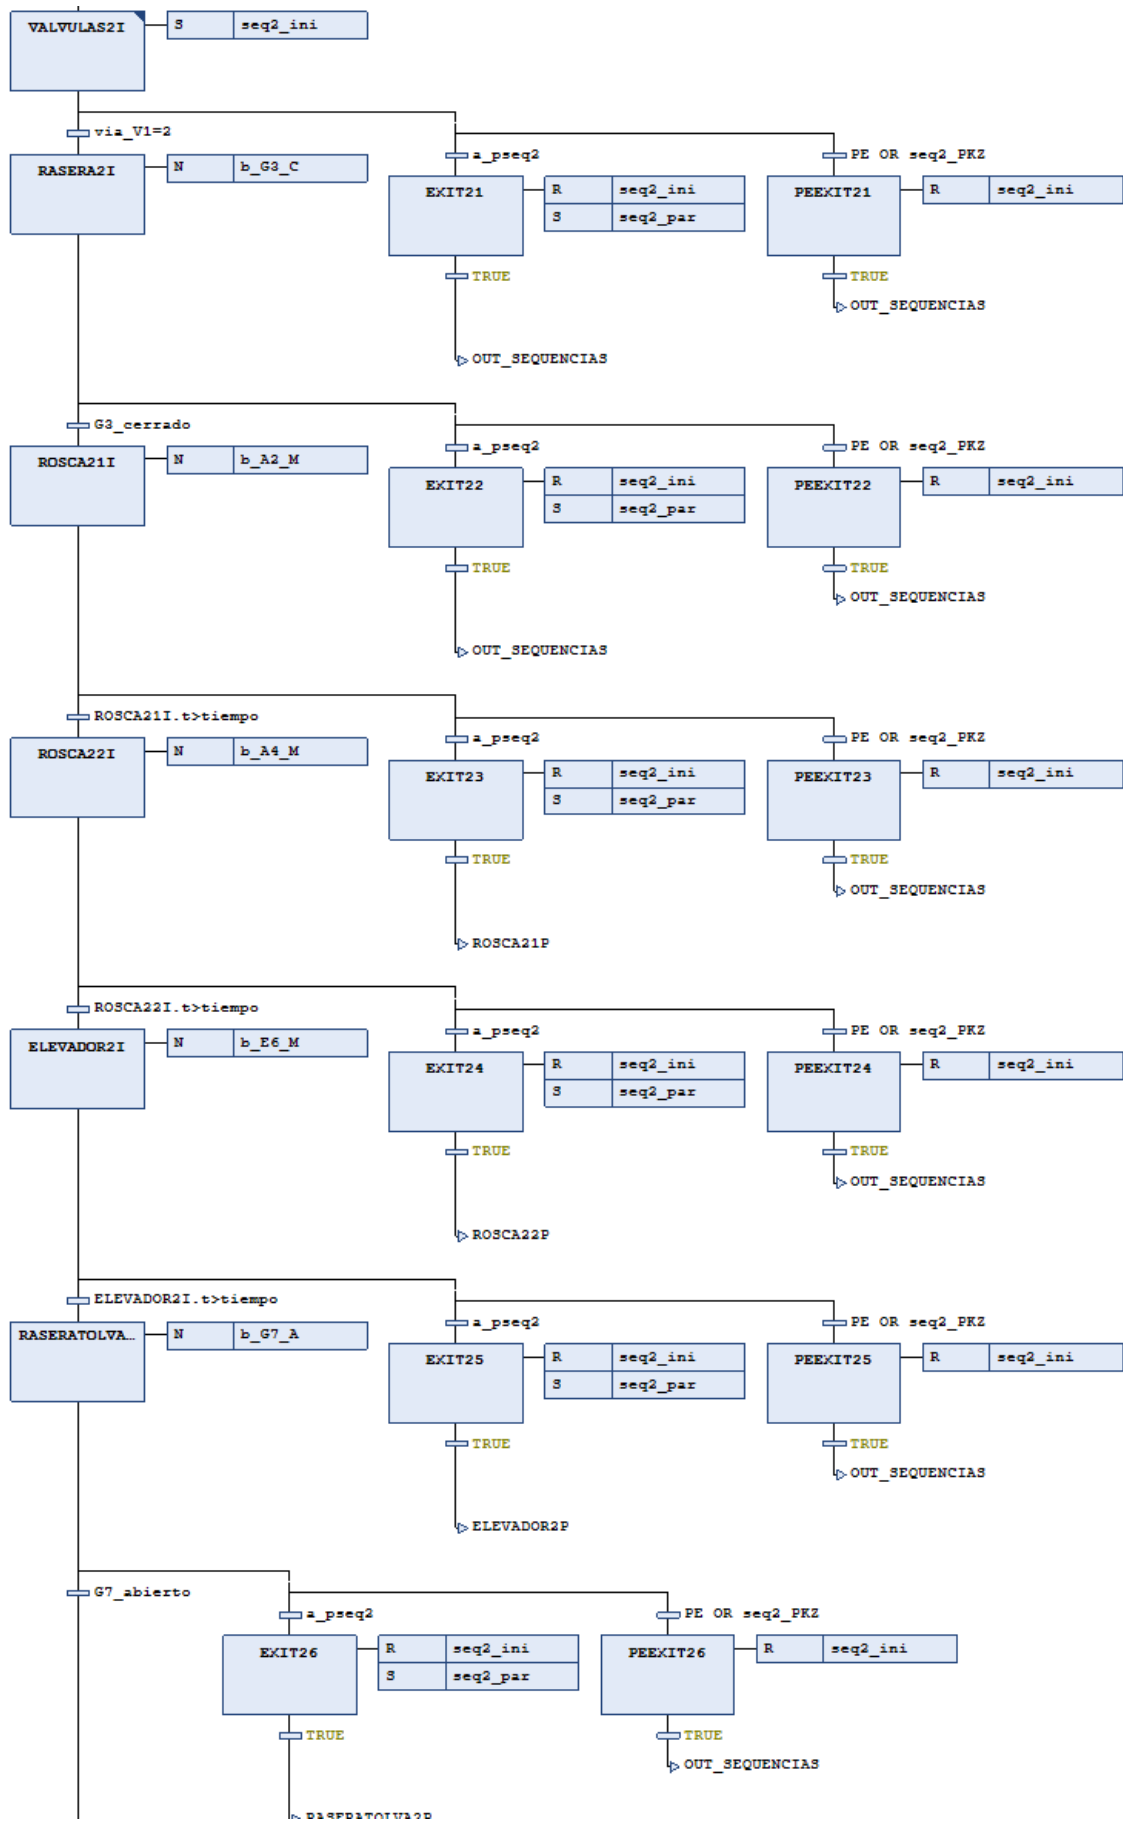 VALVULAS2I
S seq2_ini
via_V1=2
a_pseq2
PE OR seq2_PKZ
RASERA2I
N b_G3_C
EXIT21
R seq2_ini
S seq2_par
PEEXIT21
R seq2_ini
TRUE
TRUE
OUT_SEQUENCIAS
OUT_SEQUENCIAS
G3_cerrado
a_pseq2
PE OR seq2_PKZ
ROSCA21I
N b_A2_M
EXIT22
R seq2_ini
S seq2_par
PEEXIT22
R seq2_ini
TRUE
TRUE
OUT_SEQUENCIAS
OUT_SEQUENCIAS
ROSCA21I.t>tiempo
a_pseq2
PE OR seq2_PKZ
ROSCA22I
N b_A4_M
EXIT23
R seq2_ini
S seq2_par
PEEXIT23
R seq2_ini
TRUE
TRUE
OUT_SEQUENCIAS
ROSCA21P
ROSCA22I.t>tiempo
a_pseq2
PE OR seq2_PKZ
ELEVADOR2I
N b_E6_M
EXIT24
R seq2_ini
S seq2_par
PEEXIT24
R seq2_ini
TRUE
TRUE
OUT_SEQUENCIAS
ROSCA22P
ELEVADOR2I.t>tiempo
a_pseq2
PE OR seq2_PKZ
RASERATOLVA…
N b_G7_A
EXIT25
R seq2_ini
S seq2_par
PEEXIT25
R seq2_ini
TRUE
TRUE
OUT_SEQUENCIAS
ELEVADOR2P
G7_abierto
a_pseq2
PE OR seq2_PKZ
EXIT26
R seq2_ini
S seq2_par
PEEXIT26
R seq2_ini
TRUE
TRUE
OUT_SEQUENCIAS
RASERATOLVA2P